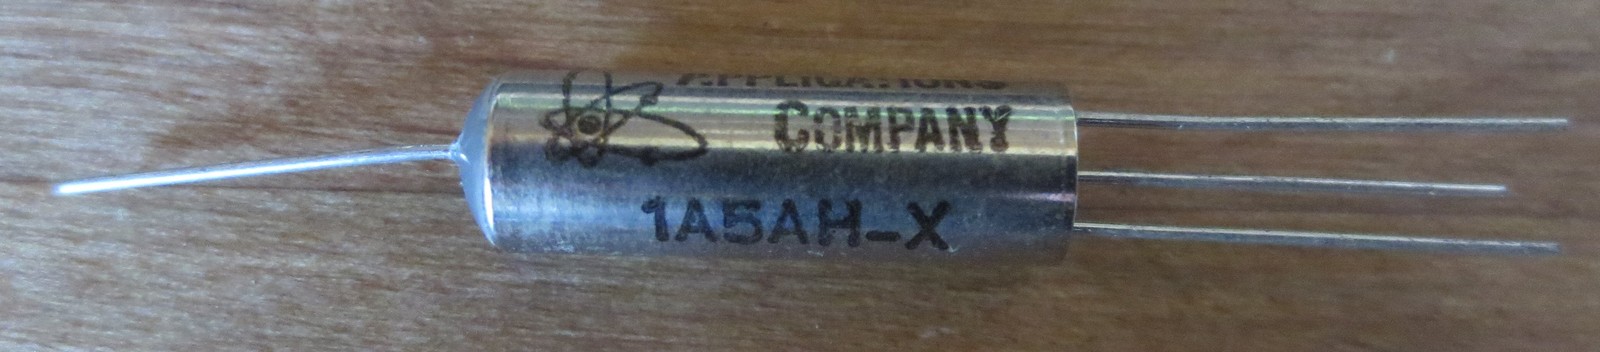 APPLICATIONS
COMPANY
1A5AH-X